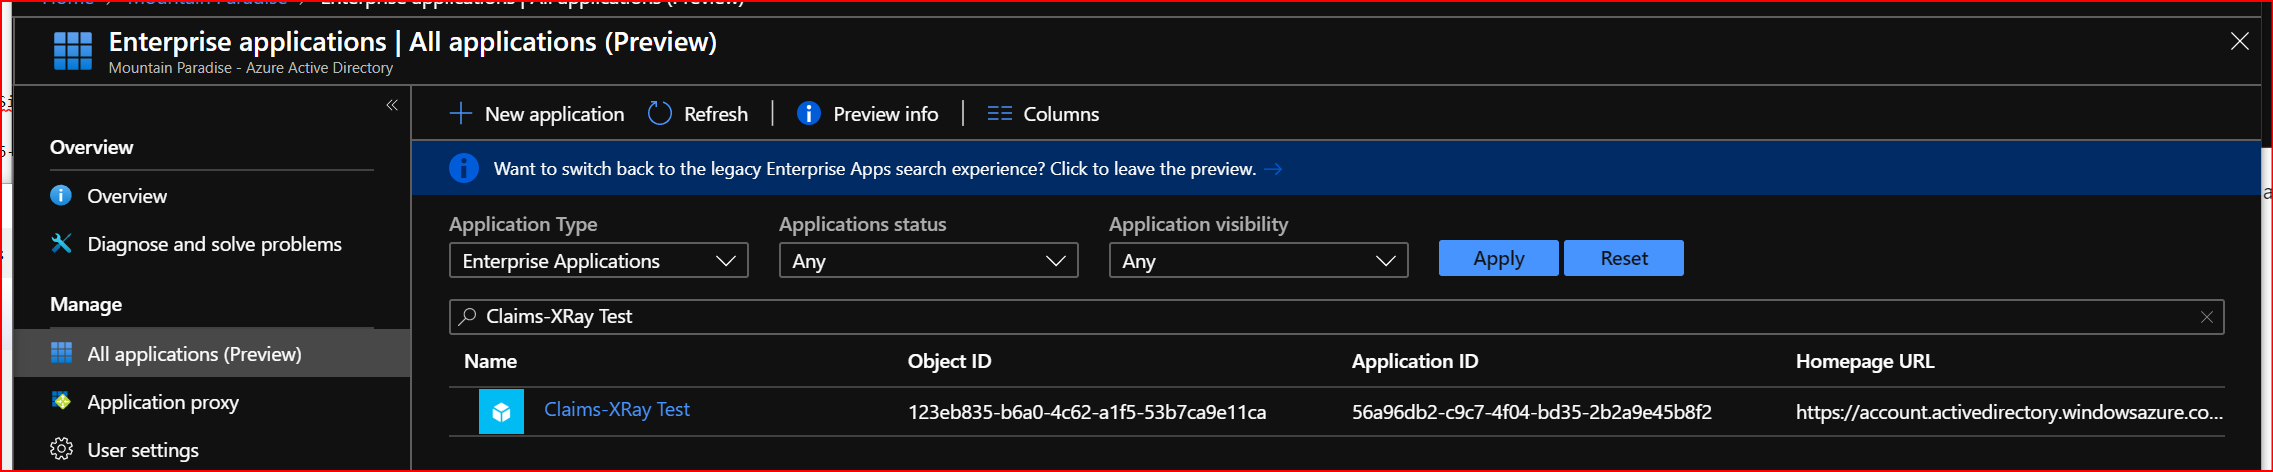 Home > Mountain Paradise > Enterprise applications | All applications (Preview)
Enterprise applications | All applications (Preview)
Mountain Paradise - Azure Active Directory
«
New application
Refresh
Preview info
Columns
Overview
Want to switch back to the legacy Enterprise Apps search experience? Click to leave the preview. →
Overview
Diagnose and solve problems
Application Type
Applications status
Application visibility
Enterprise Applications
Any
Any
Apply
Reset
Manage
Claims-XRay Test
All applications (Preview)
Name
Object ID
Application ID
Homepage URL
Application proxy
Claims-XRay Test
123eb835-b6a0-4c62-a1f5-53b7ca9e11ca
56a96db2-c9c7-4f04-bd35-2b2a9e45b8f2
https://account.activedirectory.windowsazure.co...
User settings